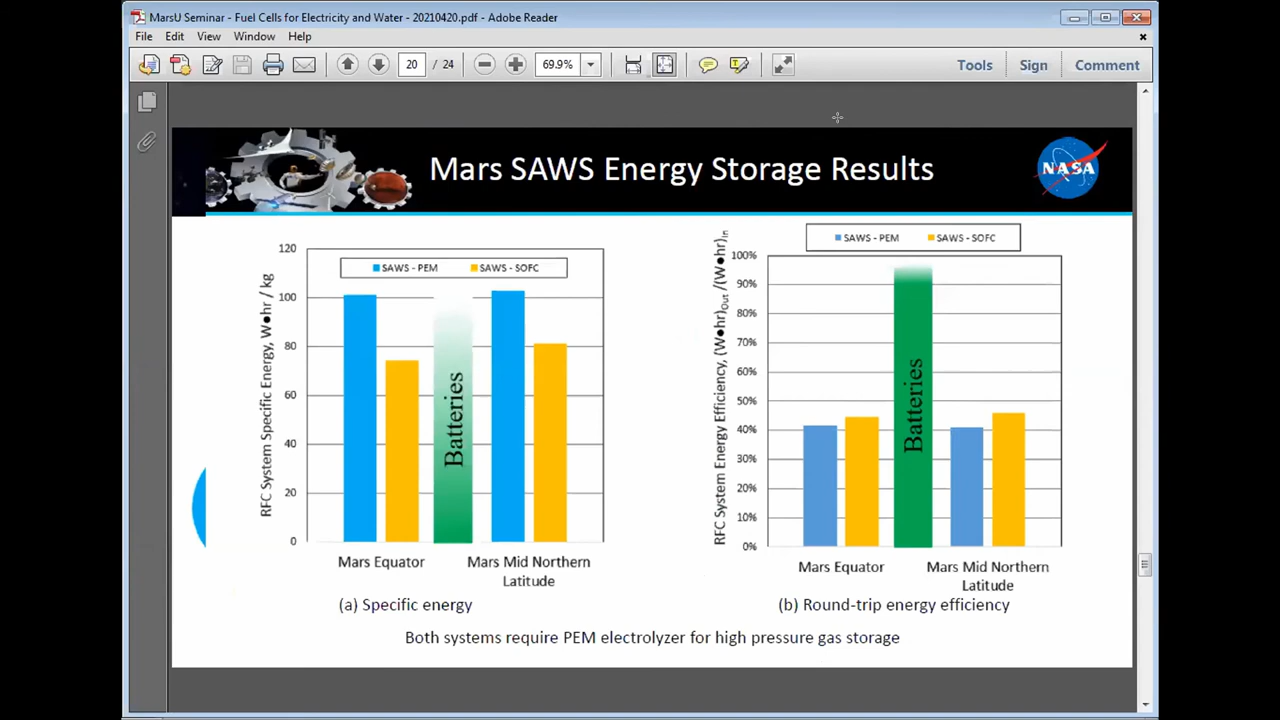 MarsU Seminar - Fuel Cells for Electricity and Water - 20210420.pdf - Adobe Reader
File Edit View Window Help
20 / 24 69.9% Tools Sign Comment
Mars SAWS Energy Storage Results
NASA
RFC System Specific Energy, W●hr / kg
120
100
80
60
40
20
0
SAWS - PEM SAWS - SOFC
Batteries
Mars Equator
Mars Mid Northern
Latitude
(a) Specific energy
RFC System Energy Efficiency, (W●hr)Out /(W●hr)In
SAWS - PEM SAWS - SOFC
100%
90%
80%
70%
60%
50%
40%
30%
20%
10%
0%
Batteries
Mars Equator
Mars Mid Northern
Latitude
(b) Round-trip energy efficiency
Both systems require PEM electrolyzer for high pressure gas storage